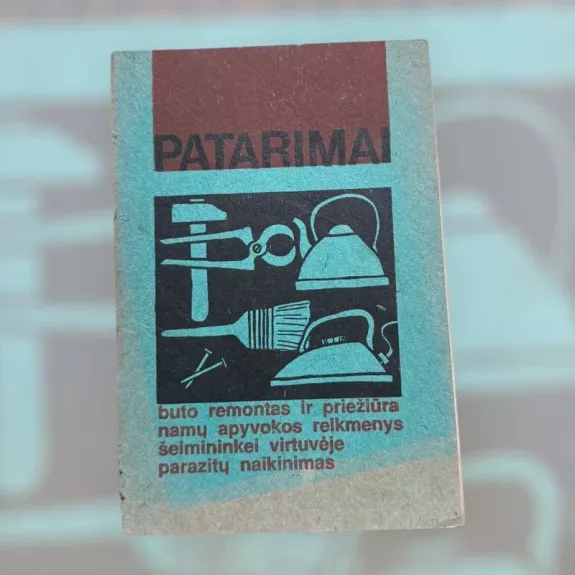 PATARIMAI
buto remontas ir priežiūra
namų apyvokos reikmenys
šeimininkei virtuvėje
parazitų naikinimas